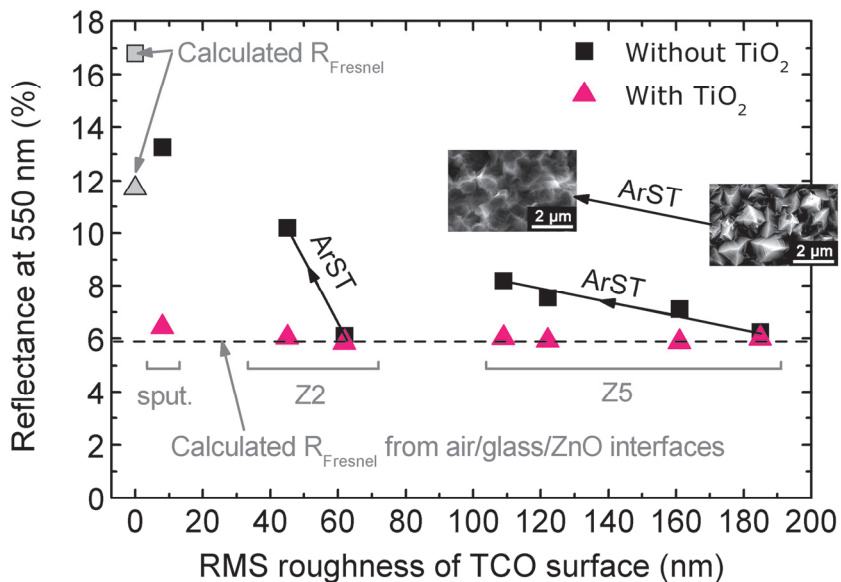 Reflectance at 550 nm (%)
18
16
14
12
10
8
6
4
2
0
Calculated R_Fresnel
Without TiO₂
With TiO₂
ArST
2 µm
2 µm
ArST
ArST
sput.
Z2
Z5
Calculated R_Fresnel from air/glass/ZnO interfaces
0 20 40 60 80 100 120 140 160 180 200
RMS roughness of TCO surface (nm)